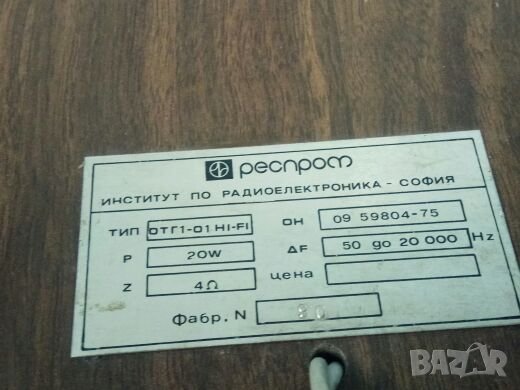 респром
ИНСТИТУТ ПО РАДИОЕЛЕКТРОНИКА - СОФИЯ
ТИП ОТГ1-01 HI-FI ОН 09 59804-75
P 20W ΔF 50 до 20 000 Hz
Z 4Ω цена
Фабр. N
BAZAR